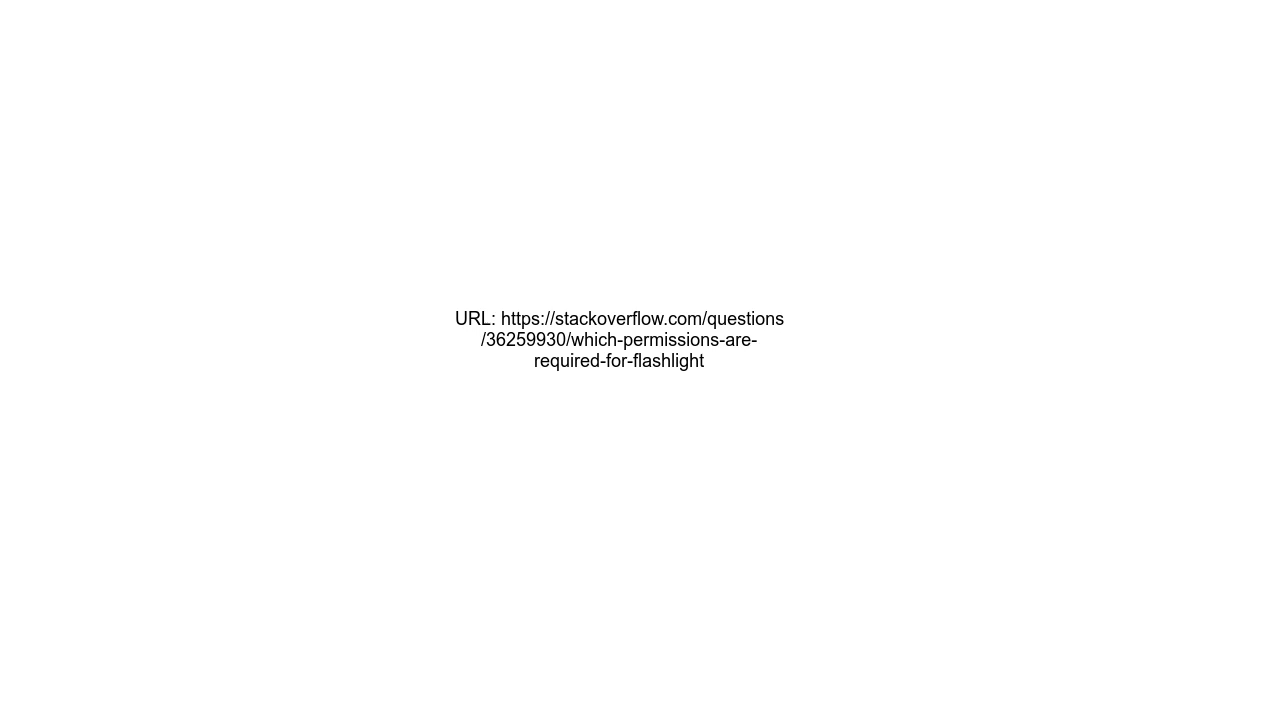 URL: https://stackoverflow.com/questions
/36259930/which-permissions-are-
required-for-flashlight